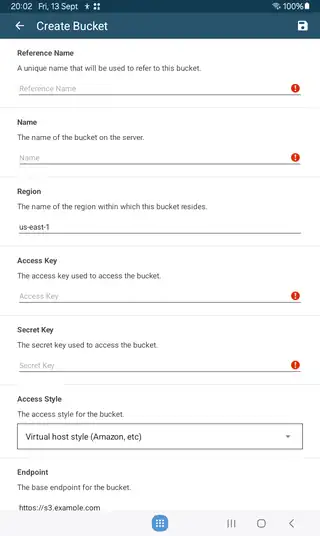 20:02 Fri, 13 Sept 100%
Create Bucket
Reference Name
A unique name that will be used to refer to this bucket.
Reference Name
Name
The name of the bucket on the server.
Name
Region
The name of the region within which this bucket resides.
us-east-1
Access Key
The access key used to access the bucket.
Access Key
Secret Key
The secret key used to access the bucket.
Secret Key
Access Style
The access style for the bucket.
Virtual host style (Amazon, etc)
Endpoint
The base endpoint for the bucket.
https://s3.example.com